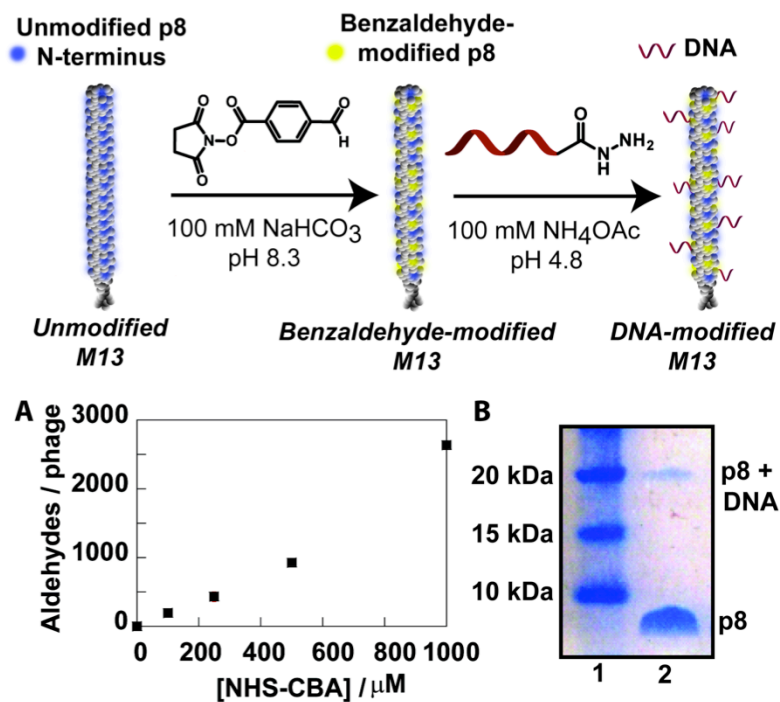 Unmodified p8
N-terminus
Benzaldehyde-
modified p8
DNA
O
O
N
O
O
O
H
O
N
H
NH2
100 mM NaHCO3
pH 8.3
100 mM NH4OAc
pH 4.8
Unmodified
M13
Benzaldehyde-modified
M13
DNA-modified
M13
A
Aldehydes / phage
3000
2000
1000
0
0 200 400 600 800 1000
[NHS-CBA] / μM
B
20 kDa
15 kDa
10 kDa
p8 +
DNA
p8
1 2